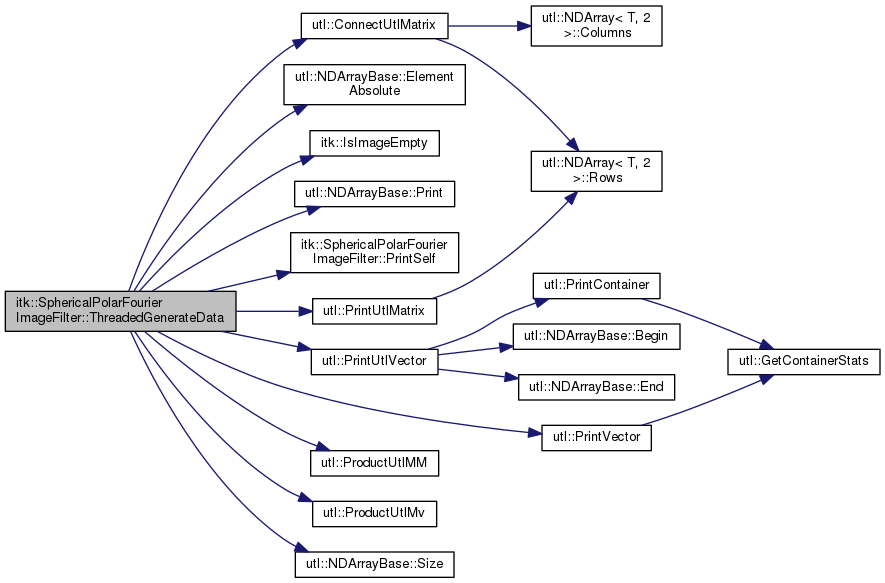 utl::ConnectUtlMatrix
utl::NDArray< T, 2
>::Columns
utl::NDArrayBase::Element
Absolute
itk::IsImageEmpty
utl::NDArray< T, 2
>::Rows
utl::NDArrayBase::Print
itk::SphericalPolarFourier
ImageFilter::PrintSelf
itk::SphericalPolarFourier
ImageFilter::ThreadedGenerateData
utl::PrintUtlMatrix
utl::PrintContainer
utl::NDArrayBase::Begin
utl::PrintUtlVector
utl::GetContainerStats
utl::NDArrayBase::End
utl::PrintVector
utl::ProductUtlMM
utl::ProductUtlMv
utl::NDArrayBase::Size